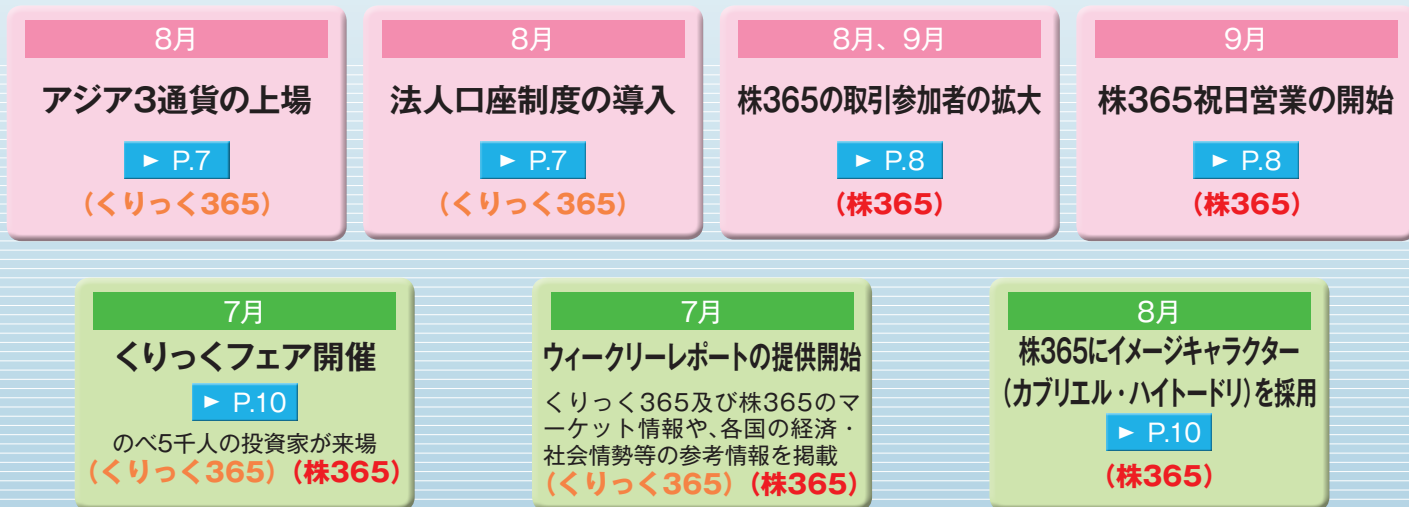 8月
アジア3通貨の上場
► P.7
(くりっく365)
8月
法人口座制度の導入
► P.7
(くりっく365)
8月、9月
株365の取引参加者の拡大
► P.8
(株365)
9月
株365祝日営業の開始
► P.8
(株365)
7月
くりっくフェア開催
► P.10
のべ5千人の投資家が来場
(くりっく365)(株365)
7月
ウィークリーレポートの提供開始
くりっく365及び株365のマ
ーケット情報や、各国の経済・
社会情勢等の参考情報を掲載
(くりっく365)(株365)
8月
株365にイメージキャラクター
(カブリエル・ハイトードリ)を採用
► P.10
(株365)